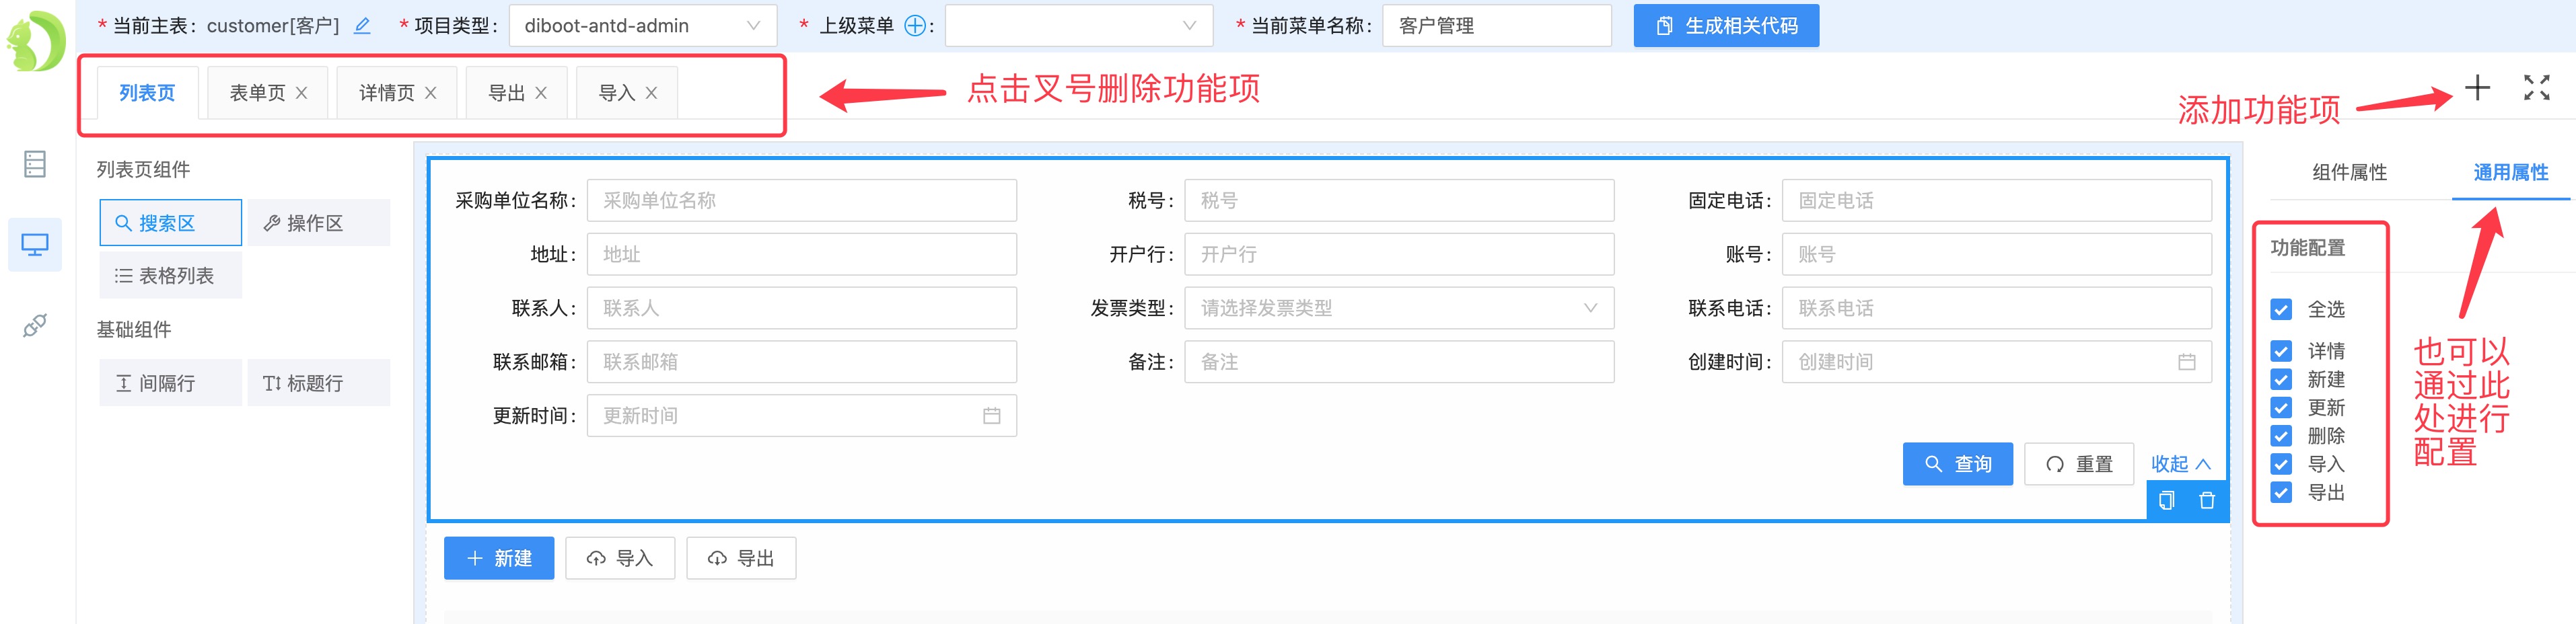 * 当前主表: customer[客户] * 项目类型: diboot-antd-admin * 上级菜单 : * 当前菜单名称: 客户管理 生成相关代码
列表页 表单页 详情页 导出 导入
点击叉号删除功能项
添加功能项
列表页组件
搜索区 操作区
表格列表
基础组件
间隔行 标题行
采购单位名称: 采购单位名称 税号: 税号 固定电话: 固定电话
地址: 地址 开户行: 开户行 账号: 账号
联系人: 联系人 发票类型: 请选择发票类型 联系电话: 联系电话
联系邮箱: 联系邮箱 备注: 备注 创建时间: 创建时间
更新时间: 更新时间
查询 重置 收起
新建 导入 导出
组件属性 通用属性
功能配置
全选
详情
新建
更新
删除
导入
导出
也可以
通过此
处进行
配置